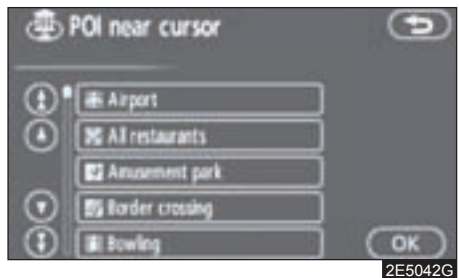 POI near cursor
Airport
All restaurants
Amusement park
Border crossing
Bowling
OK
2E5042G